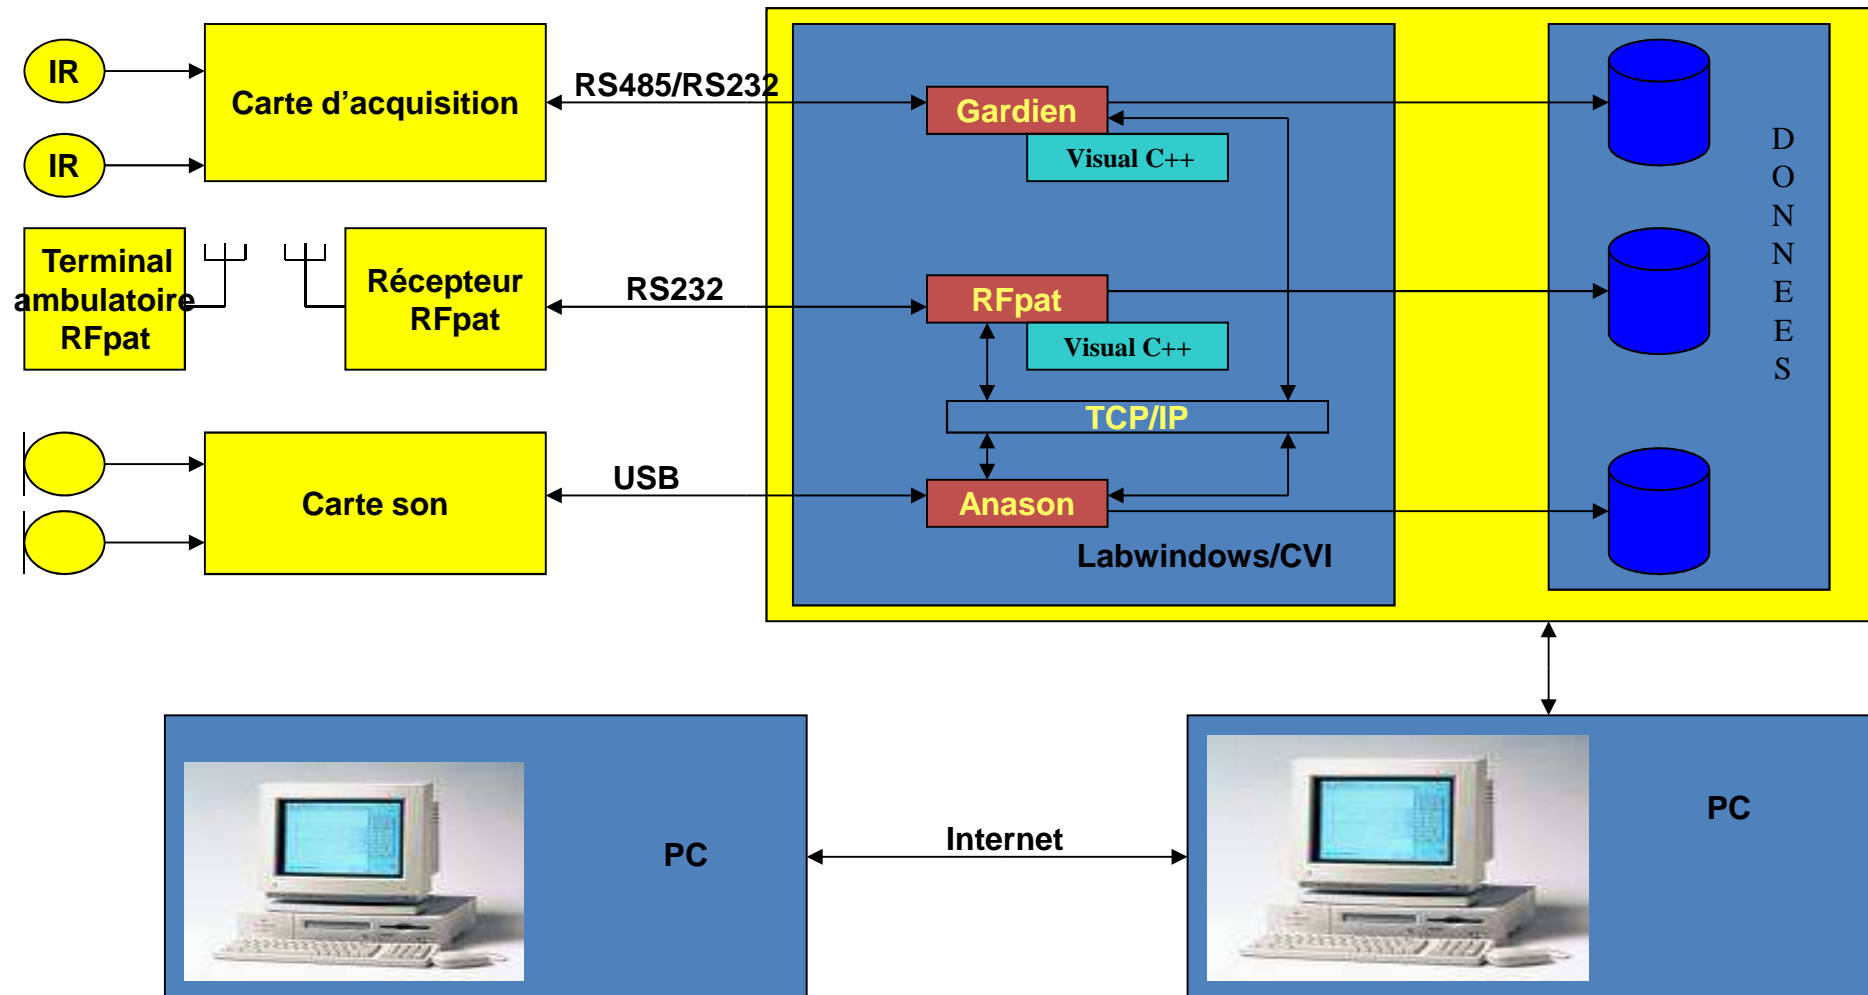 IR
IR
Carte d’acquisition
RS485/RS232
Gardien
Visual C++
Terminal
ambulatoire
RFpat
Récepteur
RFpat
RS232
RFpat
Visual C++
TCP/IP
Carte son
USB
Anason
Labwindows/CVI
D
O
N
N
E
E
S
PC
Internet
PC